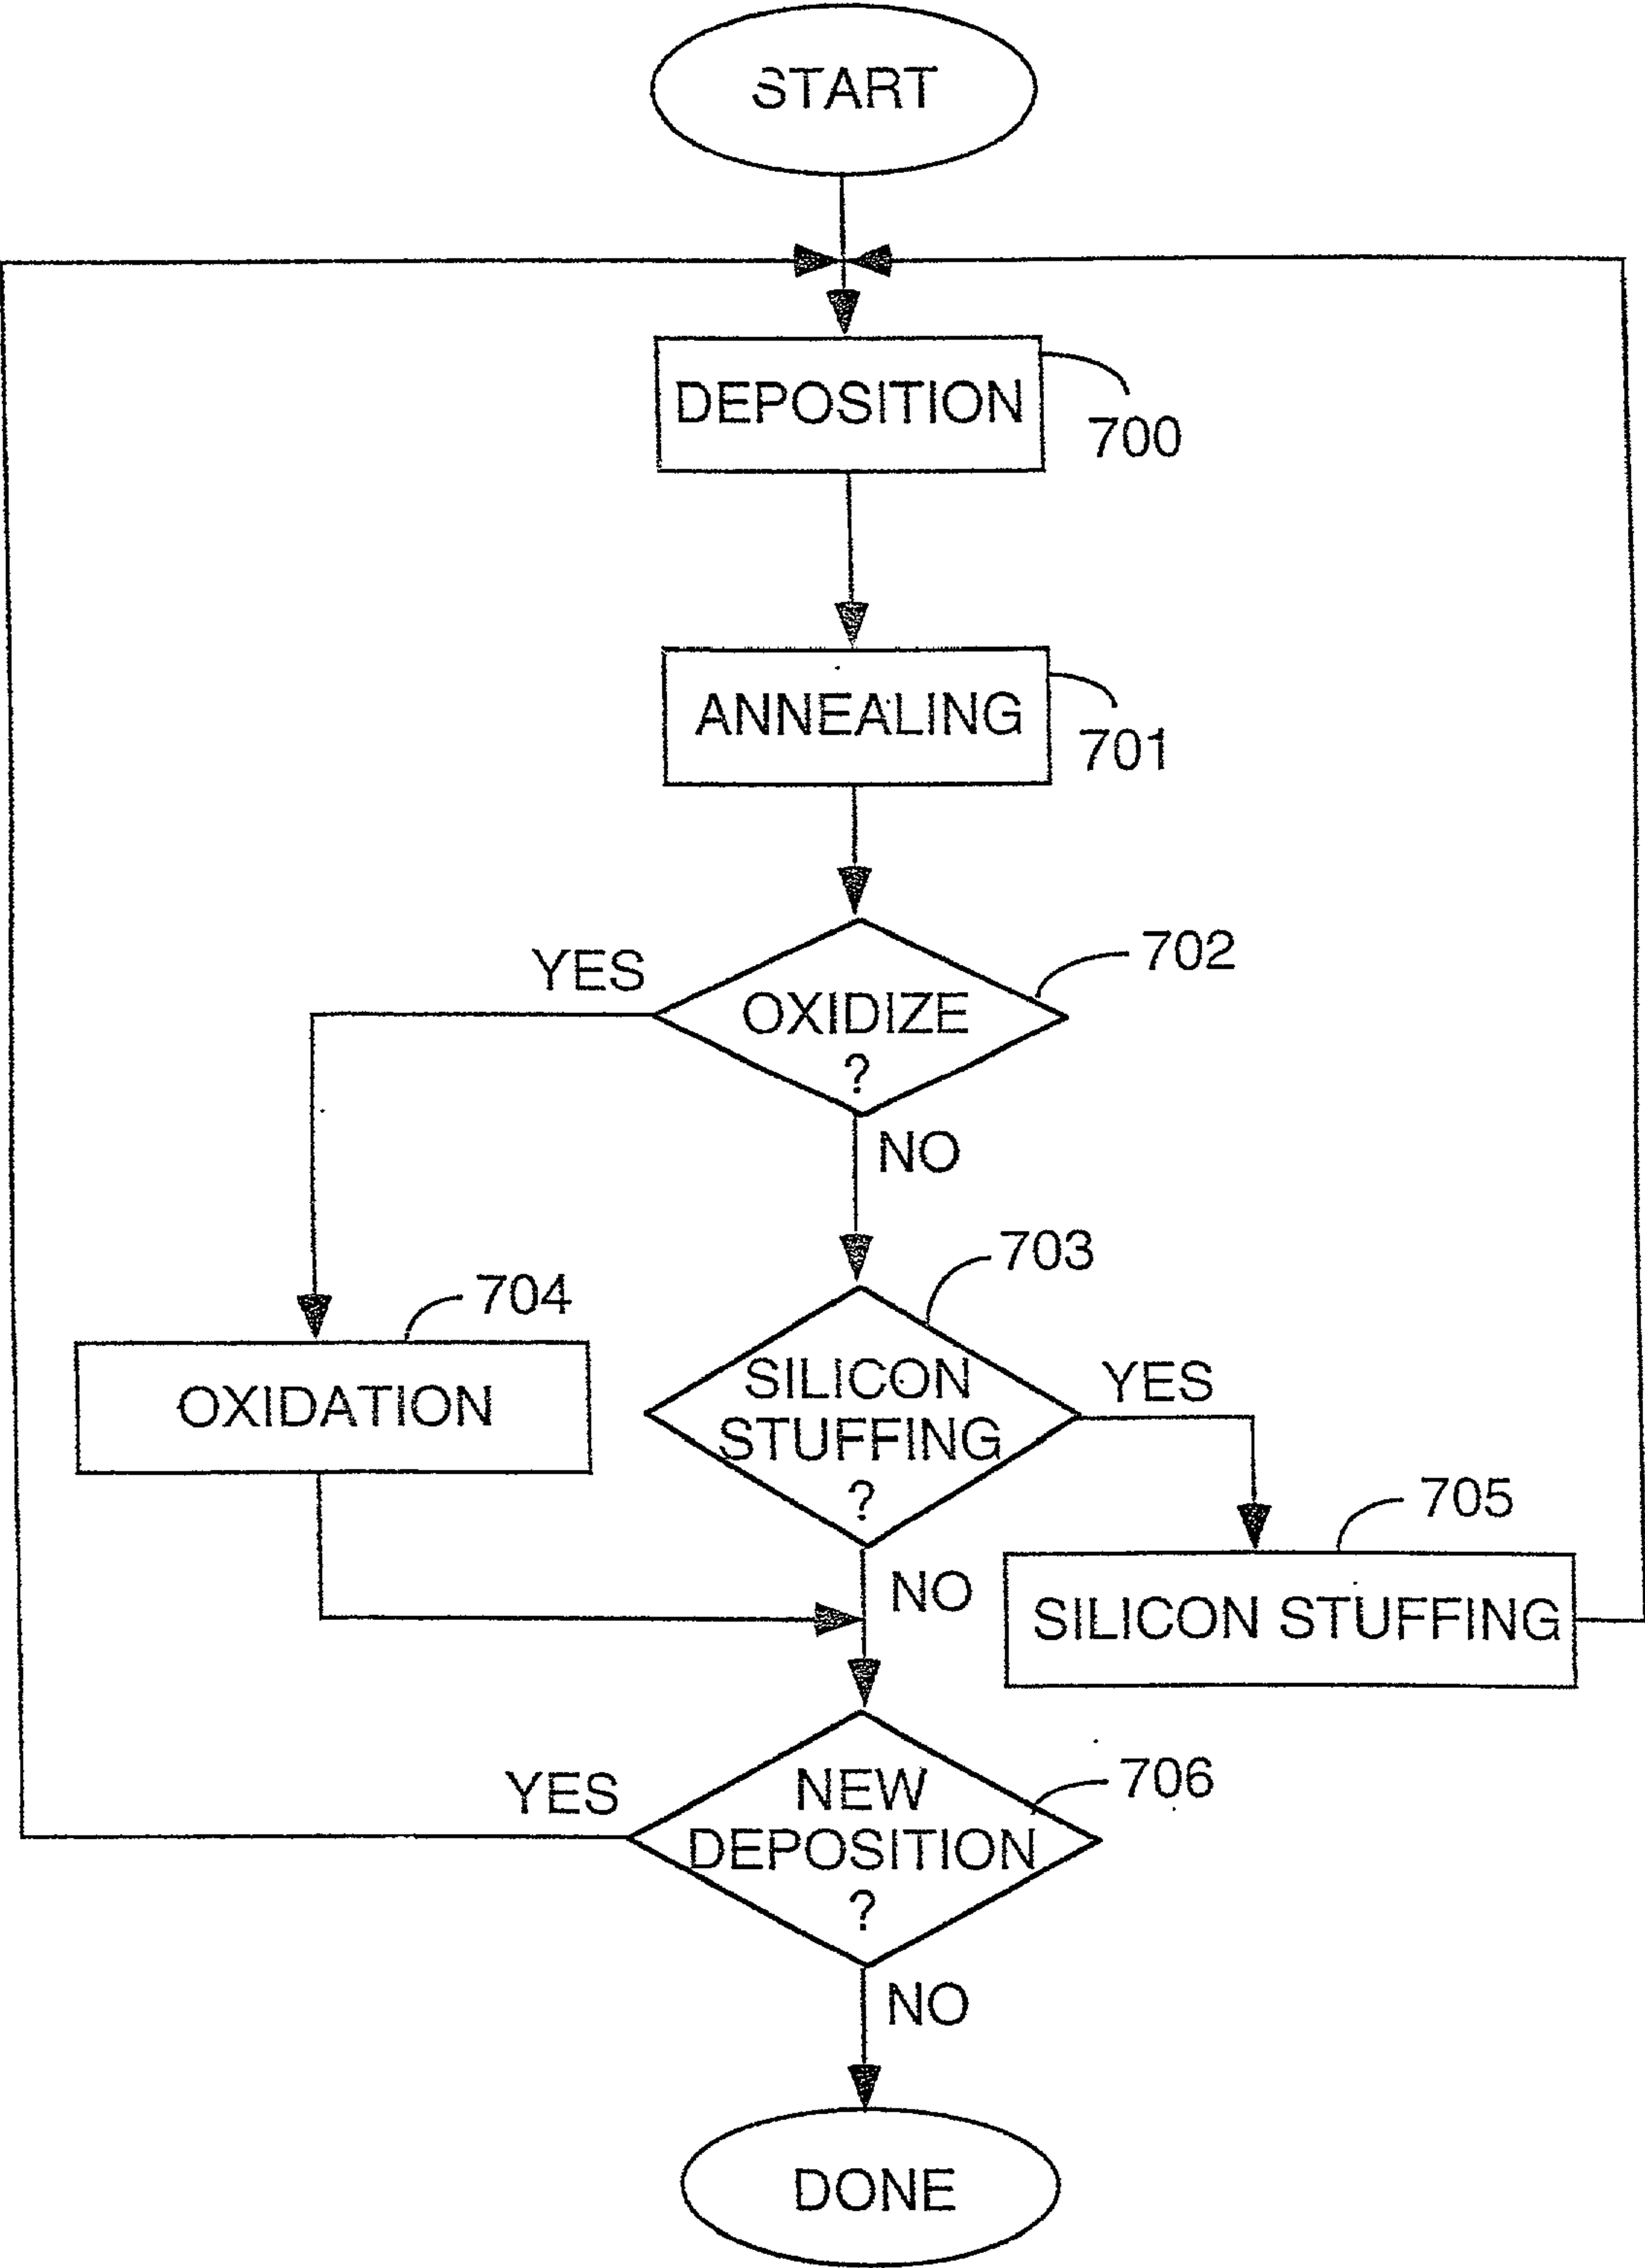 START
DEPOSITION
700
ANNEALING
701
702
YES
OXIDIZE
?
NO
703
704
SILICON
YES
OXIDATION
STUFFING
?
705
NO
SILICON STUFFING
706
YES
NEW
DEPOSITION
?
NO
DONE